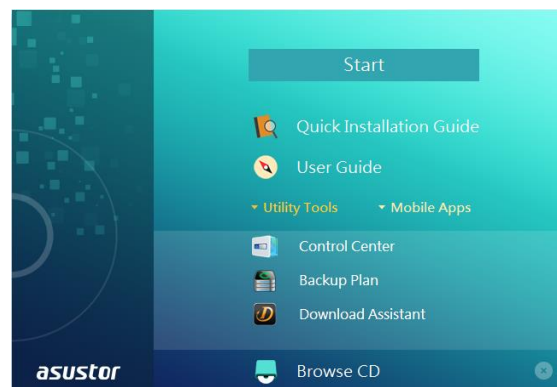 Start
Quick Installation Guide
User Guide
Utility Tools Mobile Apps
Control Center
Backup Plan
Download Assistant
asustor Browse CD